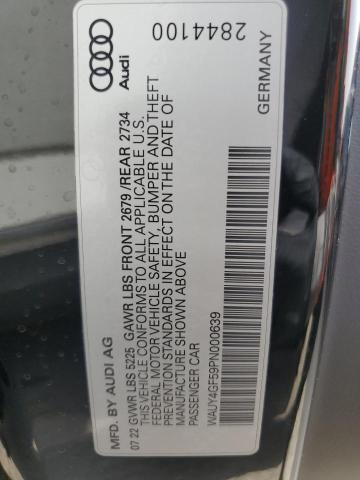 Audi
2844100
MFD. BY AUDI AG
GERMANY
07 22 GVWR LBS 5225 GAWR LBS FRONT 2679 /REAR 2734
THIS VEHICLE CONFORMS TO ALL APPLICABLE U.S.
FEDERAL MOTOR VEHICLE SAFETY, BUMPER AND THEFT
PREVENTION STANDARDS IN EFFECT ON THE DATE OF
MANUFACTURE SHOWN ABOVE
PASSENGER CAR
WAUY4GF59PN000639